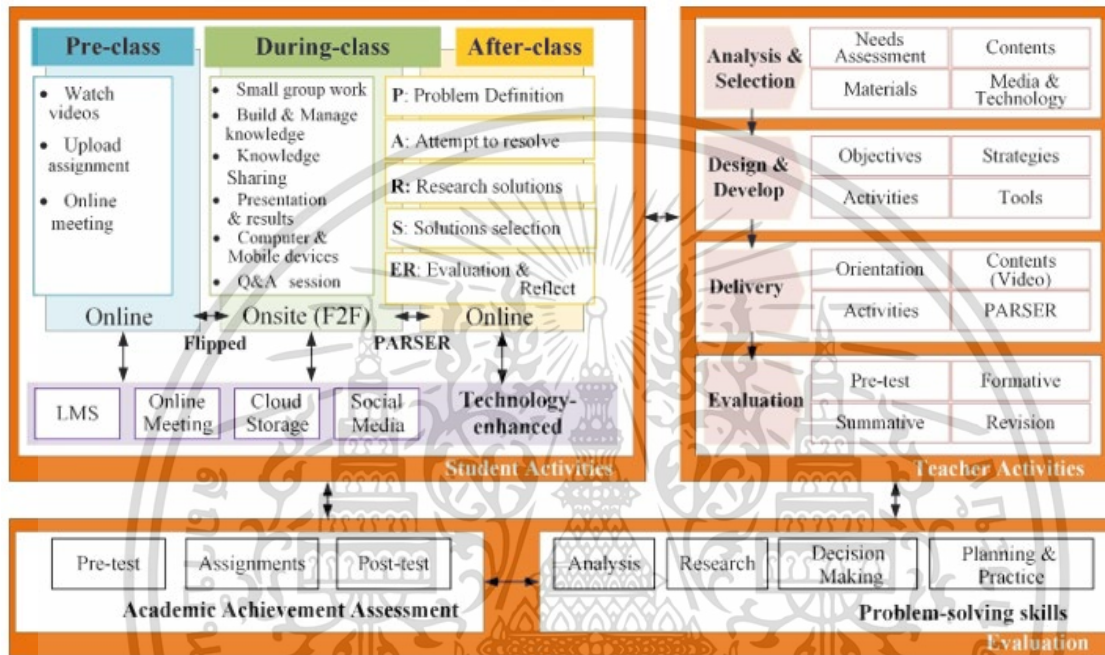 Pre-class
During-class
After-class
• Watch
videos
• Upload
assignment
• Online
meeting
• Small group work
• Build & Manage
knowledge
• Knowledge
Sharing
• Presentation
& results
• Computer &
Mobile devices
• Q&A session
P: Problem Definition
A: Attempt to resolve
R: Research solutions
S: Solutions selection
ER: Evaluation &
Reflect
Online
Flipped
Onsite (F2F)
PARSER
Online
LMS
Online
Meeting
Cloud
Storage
Social
Media
Technology-
enhanced
Student Activities
Analysis &
Selection
Needs
Assessment
Contents
Materials
Media &
Technology
Design &
Develop
Objectives
Strategies
Activities
Tools
Delivery
Orientation
Contents
(Video)
Activities
PARSER
Evaluation
Pre-test
Formative
Summative
Revision
Teacher Activities
Pre-test
Assignments
Post-test
Academic Achievement Assessment
Analysis
Research
Decision
Making
Planning &
Practice
Problem-solving skills
Evaluation